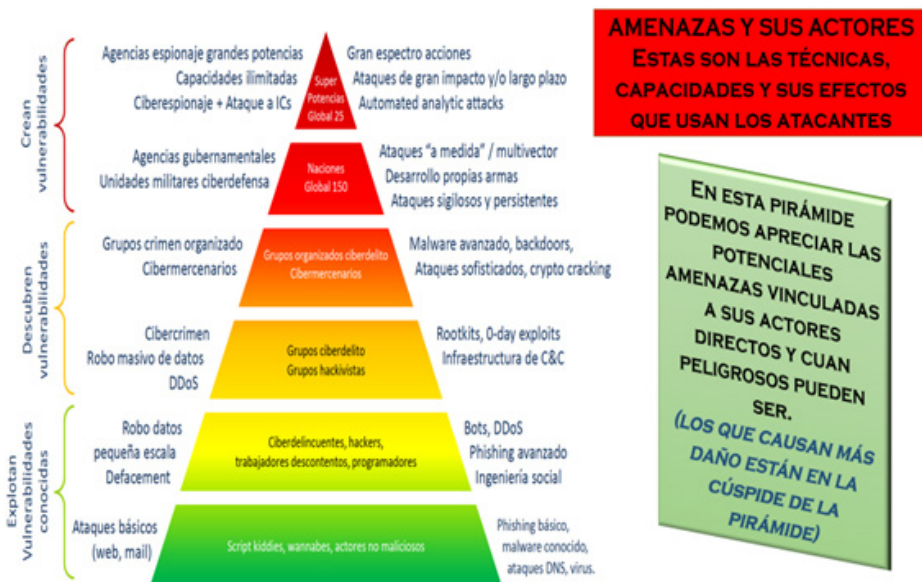 AMENAZAS Y SUS ACTORES
ESTAS SON LAS TÉCNICAS,
CAPACIDADES Y SUS EFECTOS
QUE USAN LOS ATACANTES
Crean
vulnerabilidades
Agencias espionaje grandes potencias
Capacidades ilimitadas
Ciberespionaje + Ataque a ICs
Super
Potencias
Global 25
Gran espectro acciones
Ataques de gran impacto y/o largo plazo
Automated analytic attacks
Agencias gubernamentales
Unidades militares ciberdefensa
Naciones
Global 150
Ataques "a medida" / multivector
Desarrollo propias armas
Ataques sigilosos y persistentes
Descubren
vulnerabilidades
Grupos crimen organizado
Cibermercenarios
Grupos organizados ciberdelito
Cibermercenarios
Malware avanzado, backdoors,
Ataques sofisticados, crypto cracking
Cibercrimen
Robo masivo de datos
DDoS
Grupos ciberdelito
Grupos hackivistas
Rootkits, 0-day exploits
Infraestructura de C&C
Explotan
Vulnerabilidades
conocidas
Robo datos
pequeña escala
Defacement
Ciberdelincuentes, hackers,
trabajadores descontentos, programadores
Bots, DDoS
Phishing avanzado
Ingeniería social
Ataques básicos
(web, mail)
Script kiddies, wannabes, actores no maliciosos
Phishing básico,
malware conocido,
ataques DNS, virus.
EN ESTA PIRÁMIDE
PODEMOS APRECIAR LAS
POTENCIALES
AMENAZAS VINCULADAS
A SUS ACTORES
DIRECTOS Y CUAN
PELIGROSOS PUEDEN
SER.
(LOS QUE CAUSAN MÁS
DAÑO ESTÁN EN LA
CÚSPIDE DE LA
PIRÁMIDE)